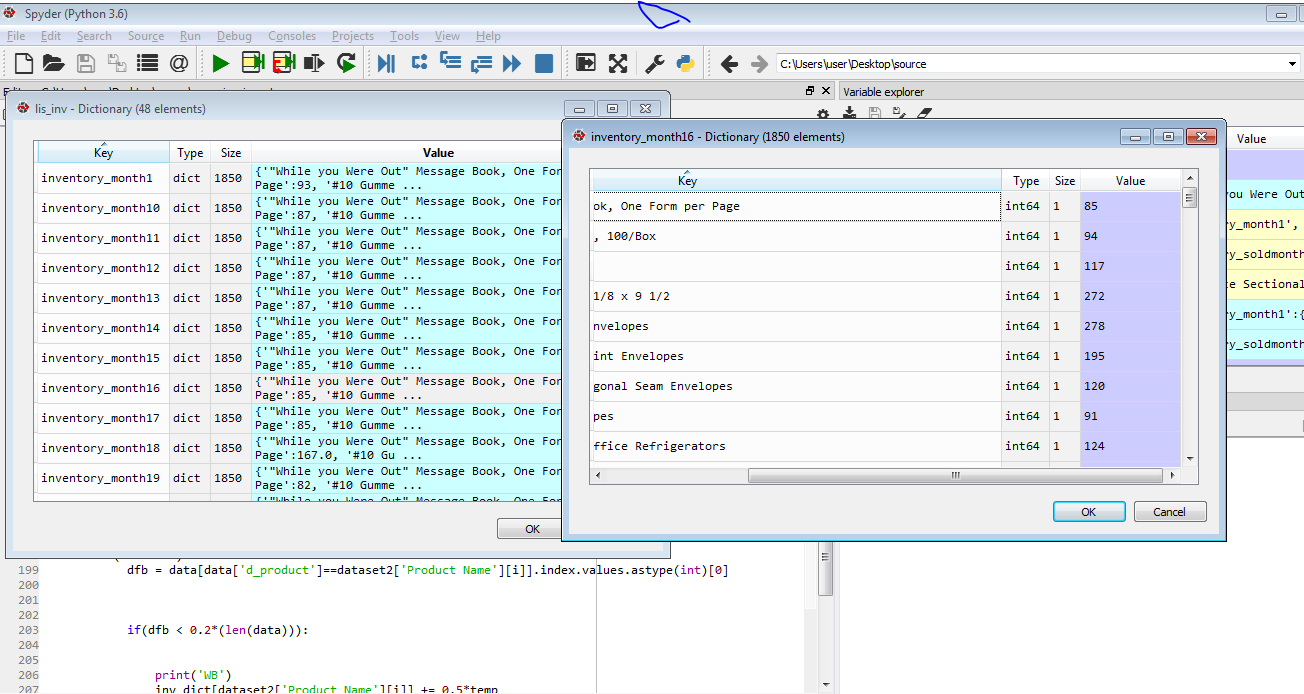 Spyder (Python 3.6)
File Edit Search Source Run Debug Consoles Projects Tools View Help
C:\Users\user\Desktop\source
Variable explorer
lis_inv - Dictionary (48 elements)
Key Type Size Value
inventory_month1 dict 1850 {'"While you Were Out" Message Book, One For
Page':93, '#10 Gumme ...
inventory_month10 dict 1850 {'"While you Were Out" Message Book, One For
Page':87, '#10 Gumme ...
inventory_month11 dict 1850 {'"While you Were Out" Message Book, One For
Page':87, '#10 Gumme ...
inventory_month12 dict 1850 {'"While you Were Out" Message Book, One For
Page':87, '#10 Gumme ...
inventory_month13 dict 1850 {'"While you Were Out" Message Book, One For
Page':87, '#10 Gumme ...
inventory_month14 dict 1850 {'"While you Were Out" Message Book, One For
Page':85, '#10 Gumme ...
inventory_month15 dict 1850 {'"While you Were Out" Message Book, One For
Page':85, '#10 Gumme ...
inventory_month16 dict 1850 {'"While you Were Out" Message Book, One For
Page':85, '#10 Gumme ...
inventory_month17 dict 1850 {'"While you Were Out" Message Book, One For
Page':85, '#10 Gumme ...
inventory_month18 dict 1850 {'"While you Were Out" Message Book, One For
Page':167.0, '#10 Gu ...
inventory_month19 dict 1850 {'"While you Were Out" Message Book, One For
Page':82, '#10 Gumme ...
OK
inventory_month16 - Dictionary (1850 elements)
Key Type Size Value
ok, One Form per Page int64 1 85
, 100/Box int64 1 94
int64 1 117
1/8 x 9 1/2 int64 1 272
nvelopes int64 1 278
int Envelopes int64 1 195
gonal Seam Envelopes int64 1 120
pes int64 1 91
ffice Refrigerators int64 1 124
OK Cancel
Value
ou Were Out
y_month1',
y_soldmonth
te Sectional
y_month1':{
y_soldmonth
199 dfb = data[data['d_product']==dataset2['Product Name'][i]].index.values.astype(int)[0]
200
201
202
203 if(dfb < 0.2*(len(data))):
204
205
206 print('WB')
207 inv_dict[dataset2['Product Name'][i]] += 0.5*temp